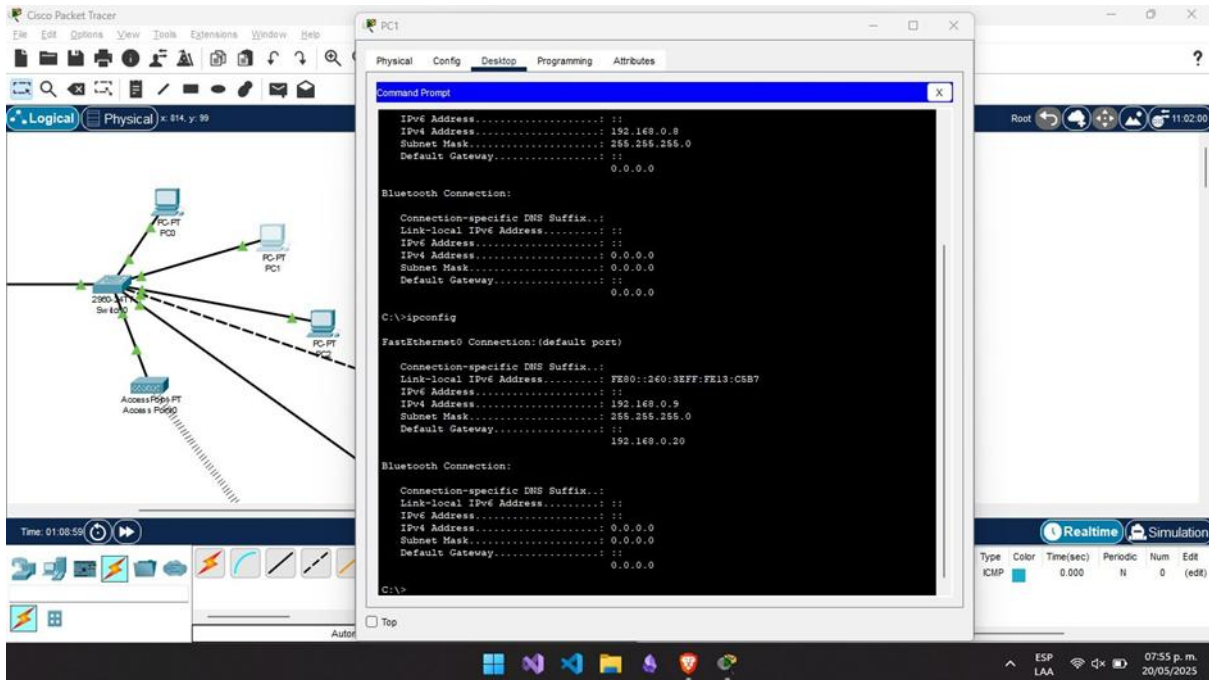 Cisco Packet Tracer
File Edit Options View Tools Extensions Window Help
?
Logical Physical x: 814, y: 99
Root 11:02:00
PC-PT
PC0
PC-PT
PC1
PC-PT
PC2
2960-24TT
Switch0
AccessPoint-PT
Access Point0
PC1
Physical Config Desktop Programming Attributes
Command Prompt X
IPv6 Address....................: ::
IPv4 Address....................: 192.168.0.8
Subnet Mask.....................: 255.255.255.0
Default Gateway.................: ::
0.0.0.0
Bluetooth Connection:
Connection-specific DNS Suffix..:
Link-local IPv6 Address.........: ::
IPv6 Address....................: ::
IPv4 Address....................: 0.0.0.0
Subnet Mask.....................: 0.0.0.0
Default Gateway.................: ::
0.0.0.0
C:\>ipconfig
FastEthernet0 Connection:(default port)
Connection-specific DNS Suffix..:
Link-local IPv6 Address.........: FE80::260:3EFF:FE13:C5B7
IPv6 Address....................: ::
IPv4 Address....................: 192.168.0.9
Subnet Mask.....................: 255.255.255.0
Default Gateway.................: ::
192.168.0.20
Bluetooth Connection:
Connection-specific DNS Suffix..:
Link-local IPv6 Address.........: ::
IPv6 Address....................: ::
IPv4 Address....................: 0.0.0.0
Subnet Mask.....................: 0.0.0.0
Default Gateway.................: ::
0.0.0.0
C:\>
Top
Time: 01:08:59
Realtime Simulation
Type Color Time(sec) Periodic Num Edit
ICMP 0.000 N 0 (edit)
ESP
LAA
07:55 p. m.
20/05/2025